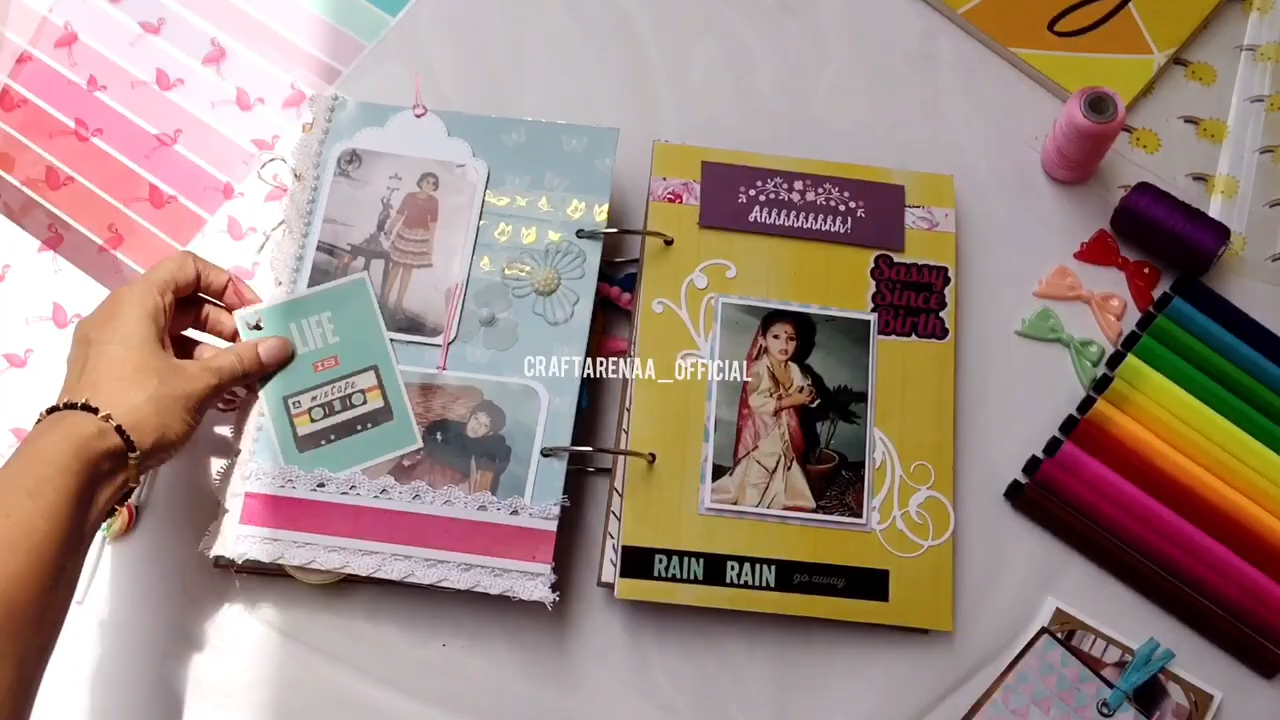 LIFE
IS
A mixtape
Ahhhhhhhhh!
Sassy
Since
Birth
CRAFTARENAA_OFFICIAL
RAIN RAIN go away